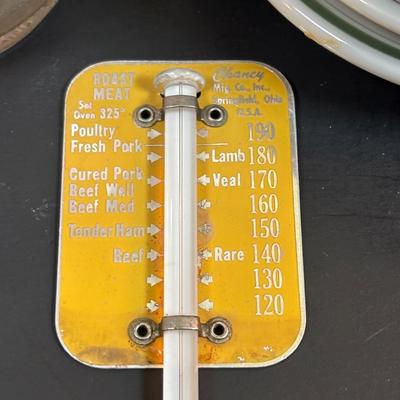 ROAST
MEAT
Set
Oven 325°
Chaney
Mfg. Co., Inc.,
Springfield, Ohio
U.S.A.
Poultry 190
Fresh Pork
Lamb 180
Cured Pork Veal 170
Beef Well
Beef Med 160
Tender Ham 150
Beef Rare 140
130
120